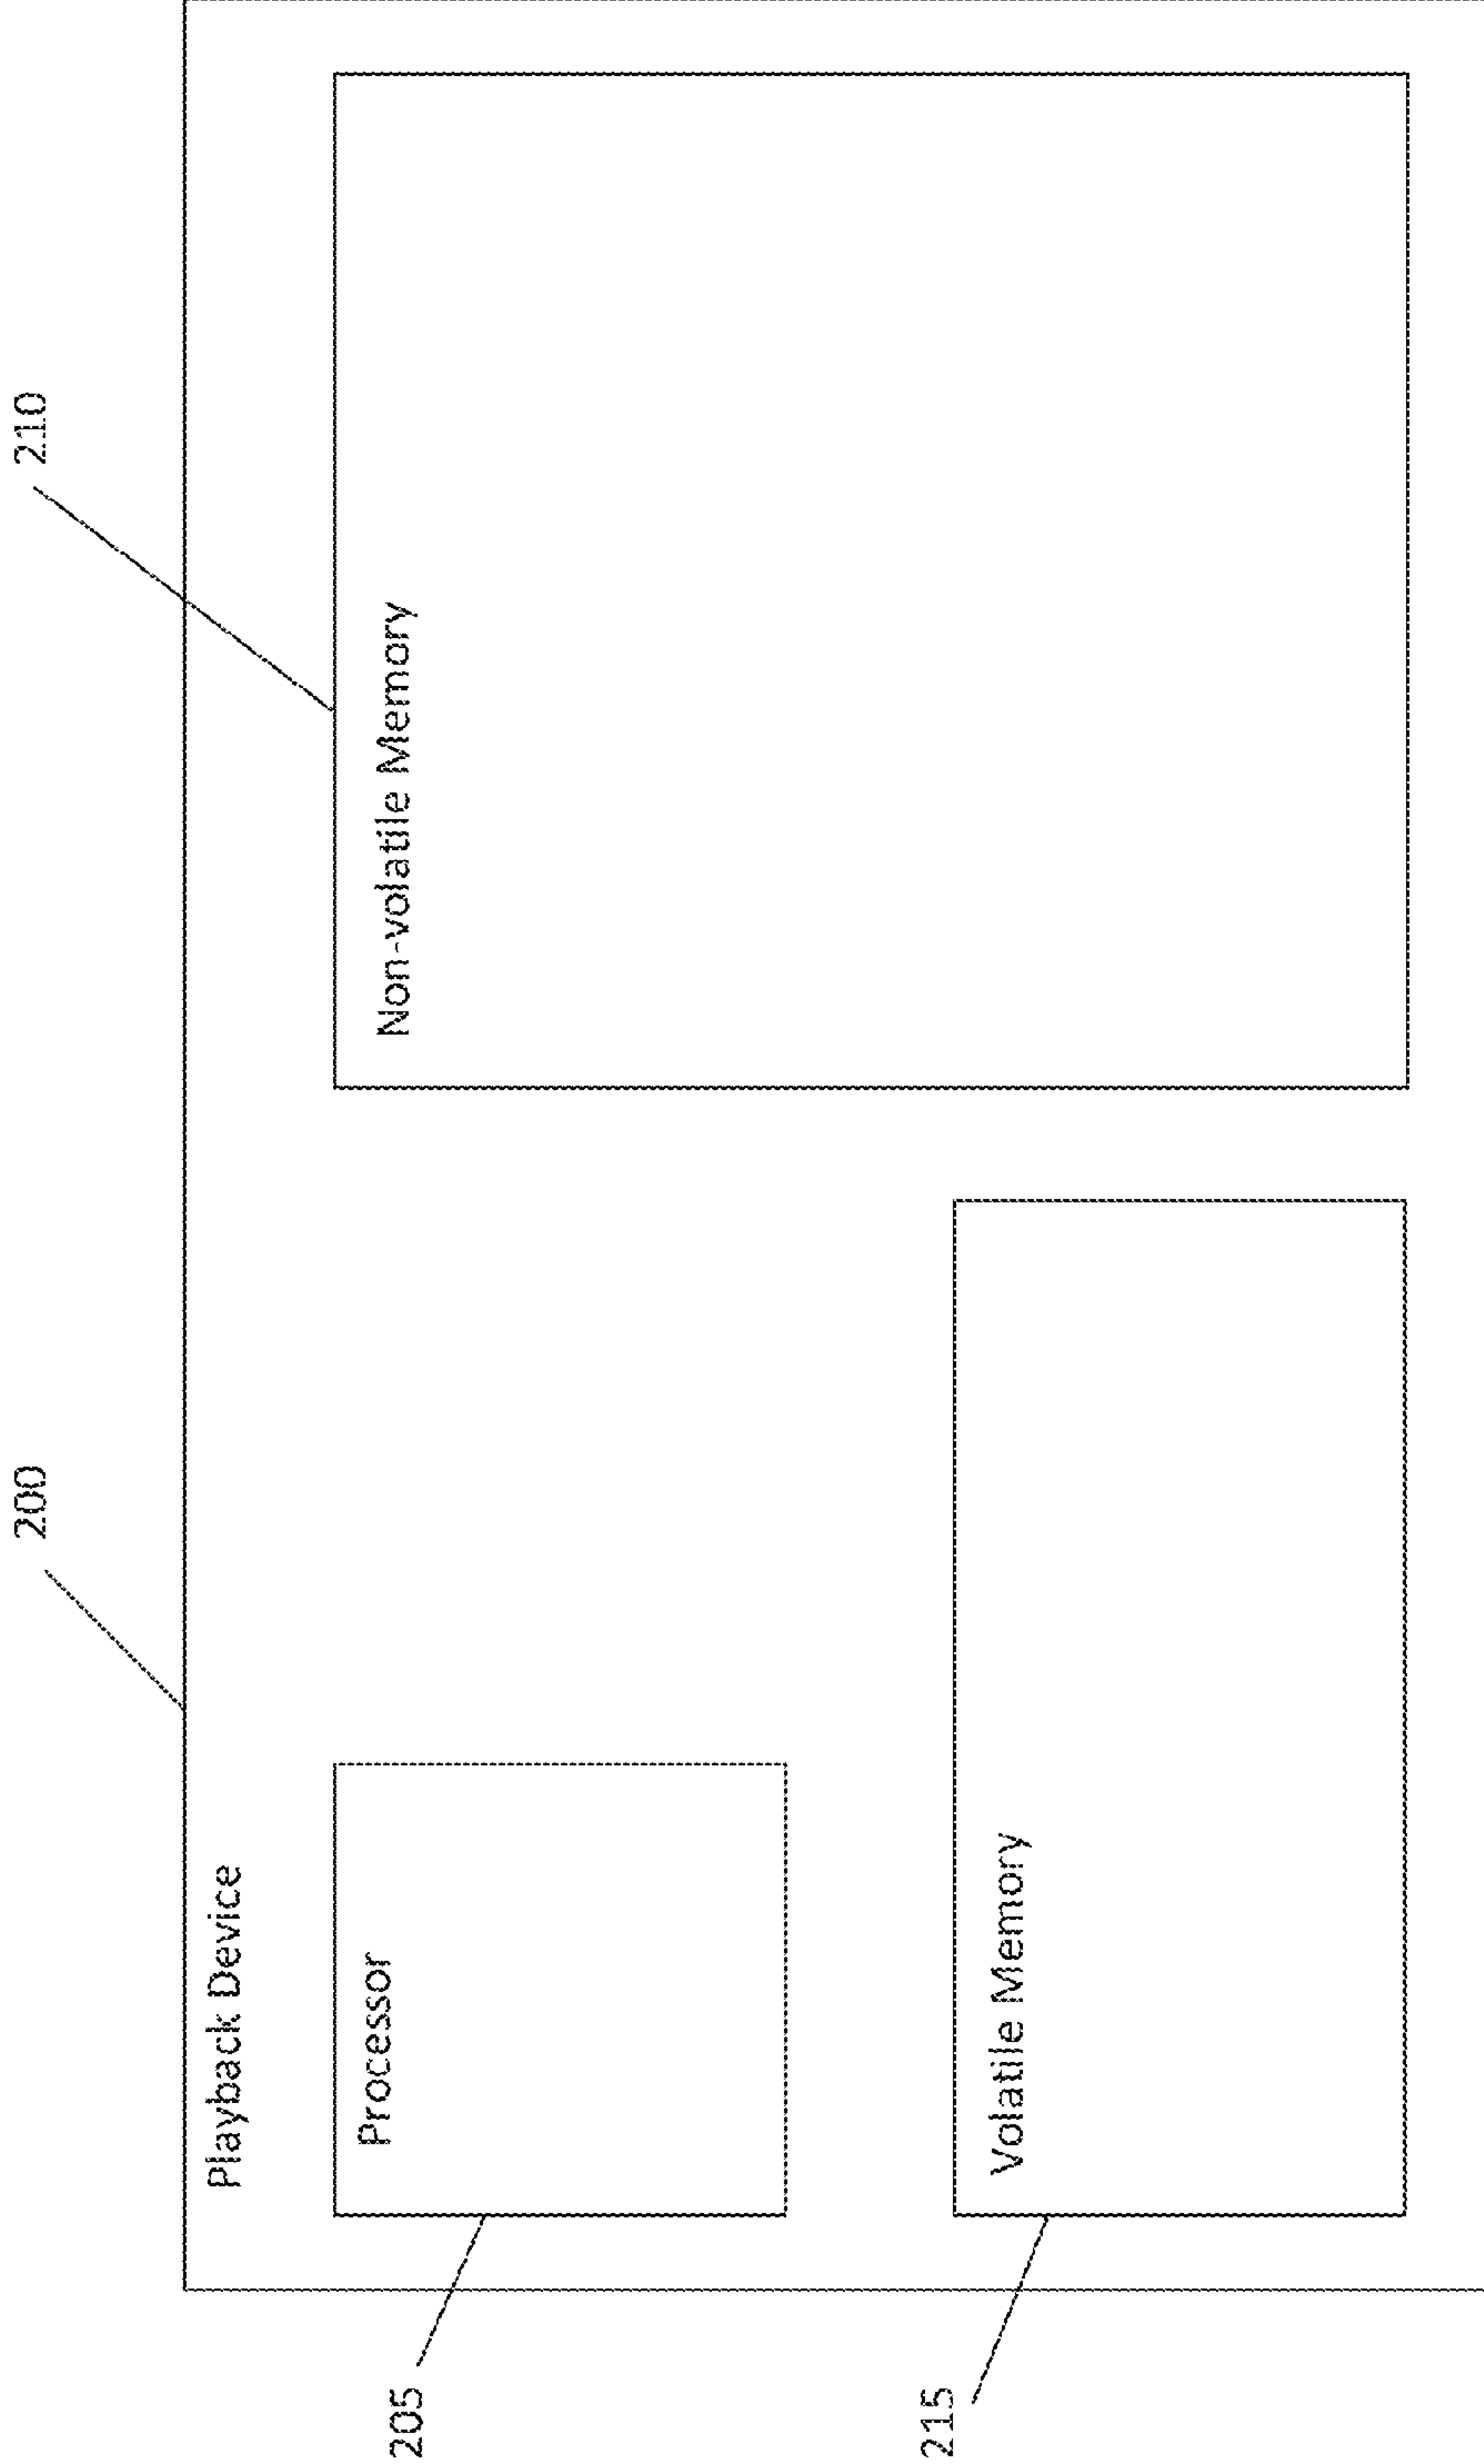 200
210
Playback Device
205
Processor
Non-volatile Memory
215
Volatile Memory